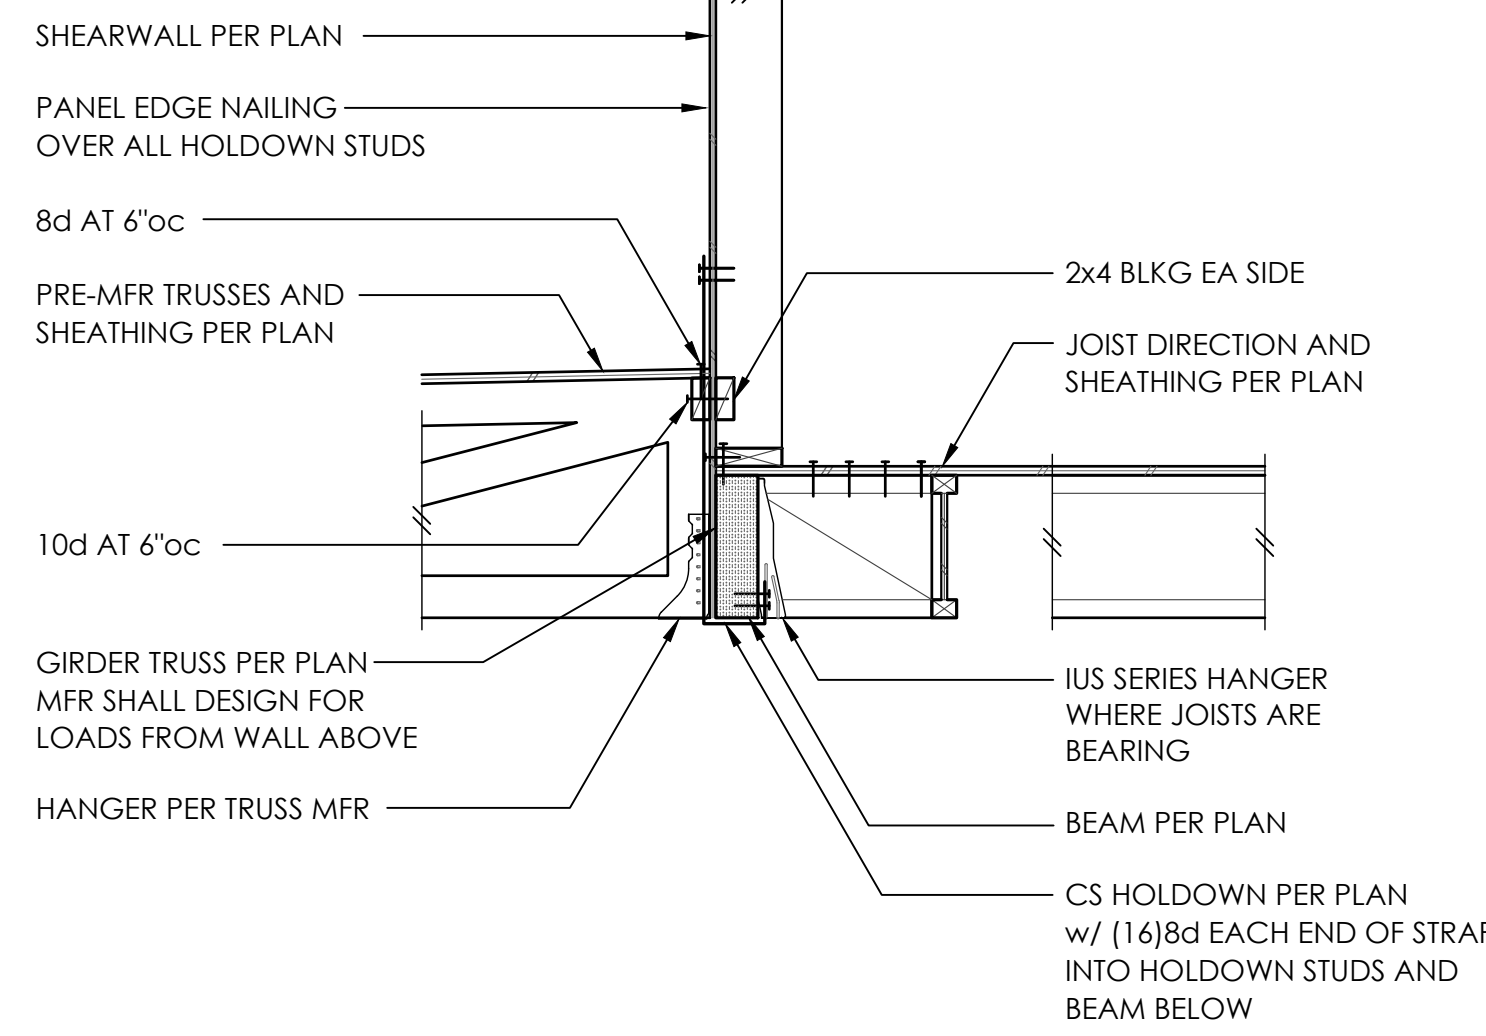 SHEARWALL PER PLAN
PANEL EDGE NAILING
OVER ALL HOLDOWN STUDS
8d AT 6"oc
PRE-MFR TRUSSES AND
SHEATHING PER PLAN
10d AT 6"oc
GIRDER TRUSS PER PLAN
MFR SHALL DESIGN FOR
LOADS FROM WALL ABOVE
HANGER PER TRUSS MFR
2x4 BLKG EA SIDE
JOIST DIRECTION AND
SHEATHING PER PLAN
IUS SERIES HANGER
WHERE JOISTS ARE
BEARING
BEAM PER PLAN
CS HOLDOWN PER PLAN
w/ (16)8d EACH END OF STRAP
INTO HOLDOWN STUDS AND
BEAM BELOW